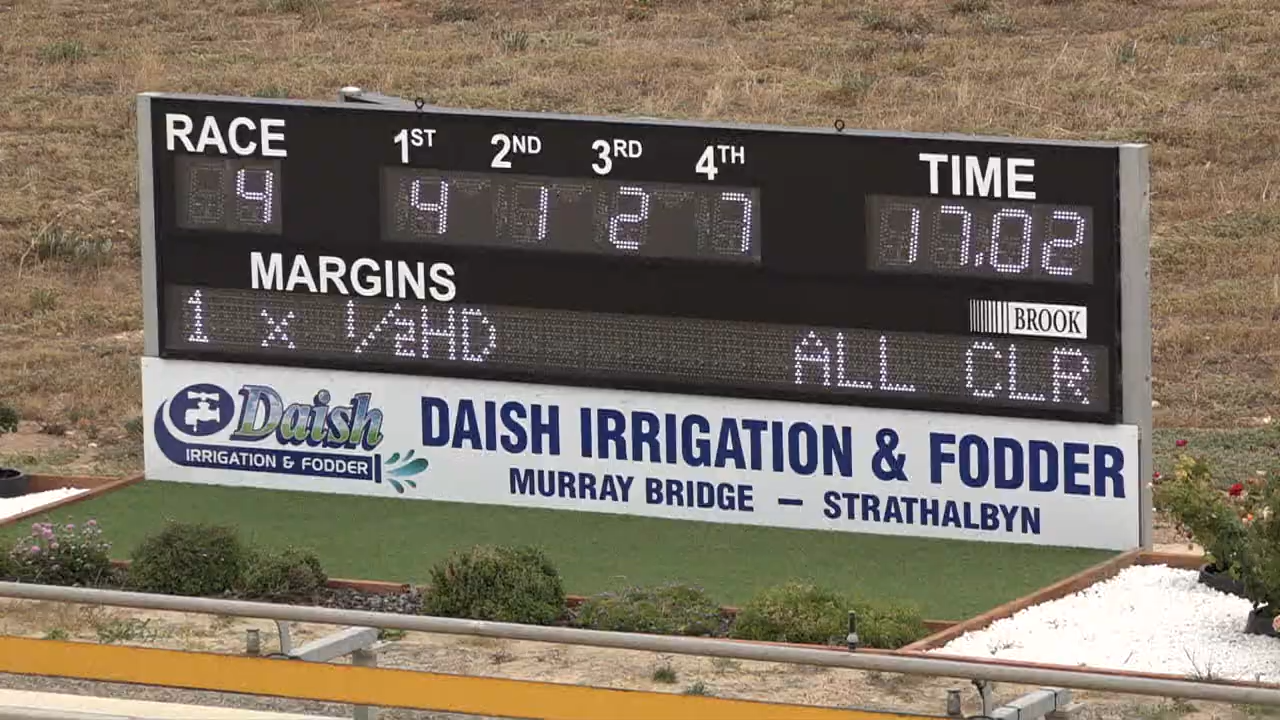 RACE 1ST 2ND 3RD 4TH TIME
4 4 1 2 7 17.02
MARGINS
BROOK
1 x 1/2HD ALL CLR
Daish
IRRIGATION & FODDER
DAISH IRRIGATION & FODDER
MURRAY BRIDGE – STRATHALBYN